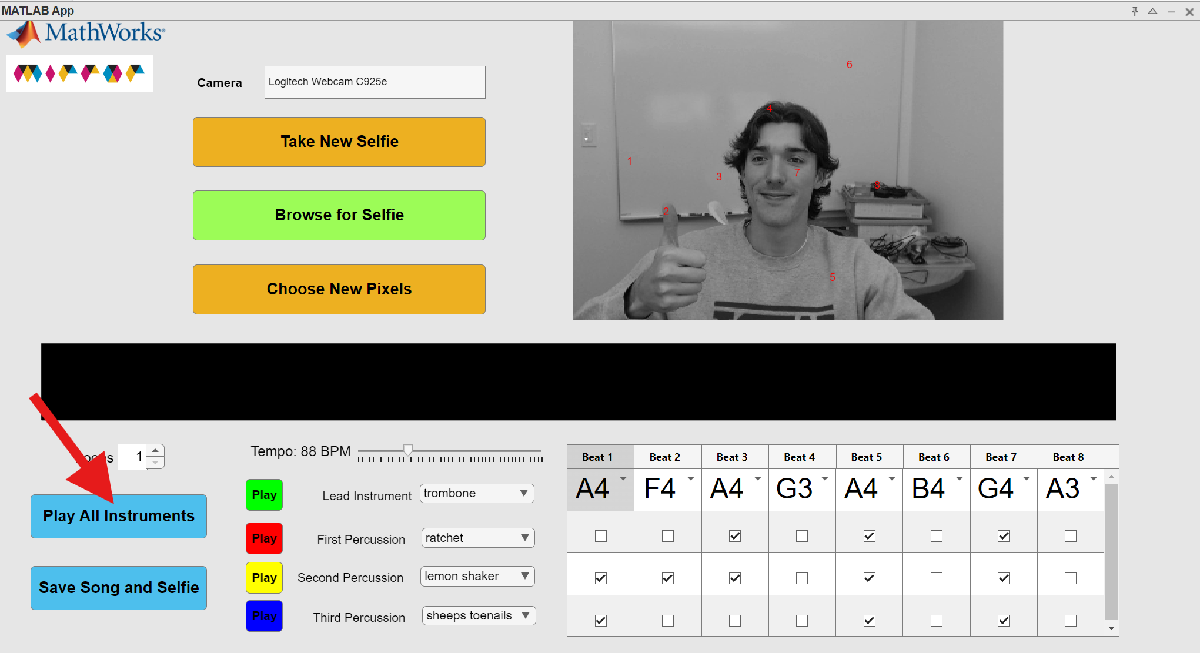 MATLAB App
MathWorks
Camera
Logitech Webcam C925e
Take New Selfie
Browse for Selfie
Choose New Pixels
6
4
1
3
7
2
5
1
Play All Instruments
Save Song and Selfie
Tempo: 88 BPM
Play Lead Instrument trombone
Play First Percussion ratchet
Play Second Percussion lemon shaker
Play Third Percussion sheeps toenails
Beat 1 Beat 2 Beat 3 Beat 4 Beat 5 Beat 6 Beat 7 Beat 8
A4 F4 A4 G3 A4 B4 G4 A3